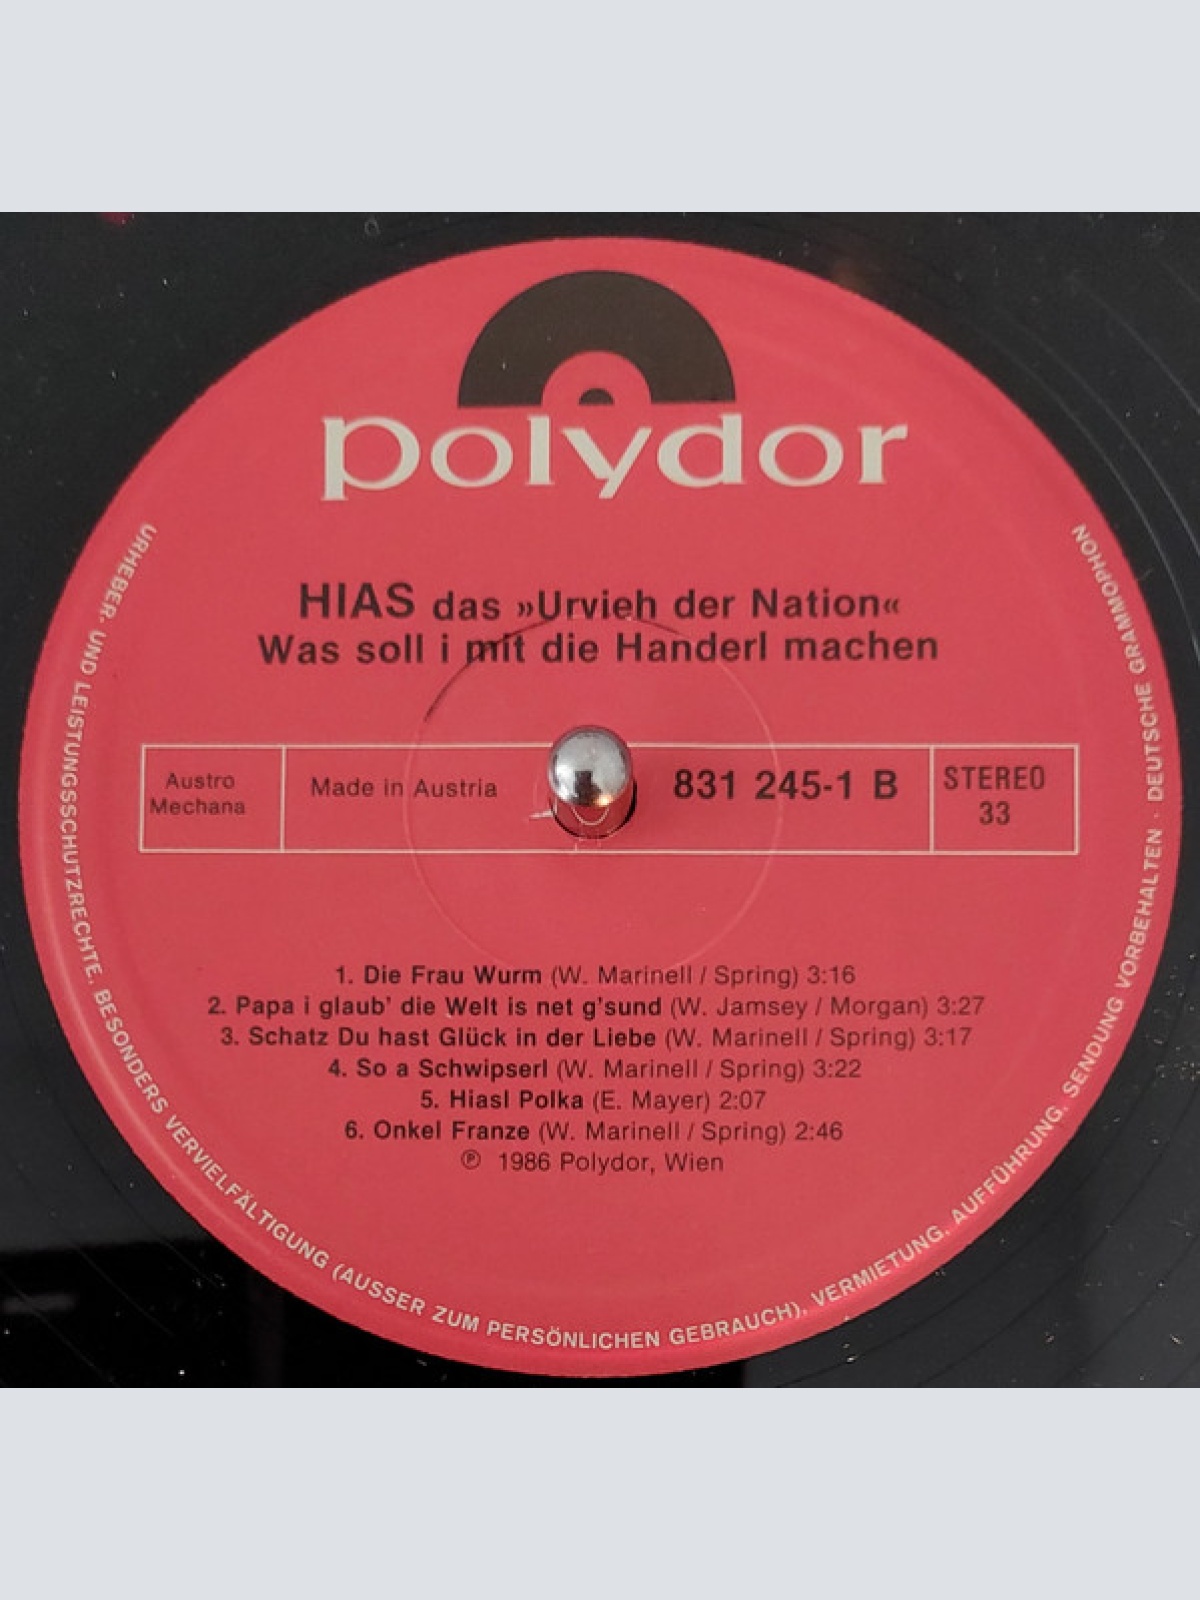 polydor
HIAS das »Urvieh der Nation«
Was soll i mit die Handerl machen
Austro
Mechana
Made in Austria
831 245-1 B
STEREO
33
1. Die Frau Wurm (W. Marinell / Spring) 3:16
2. Papa i glaub' die Welt is net g'sund (W. Jamsey / Morgan) 3:27
3. Schatz Du hast Glück in der Liebe (W. Marinell / Spring) 3:17
4. So a Schwipserl (W. Marinell / Spring) 3:22
5. Hiasl Polka (E. Mayer) 2:07
6. Onkel Franze (W. Marinell / Spring) 2:46
℗ 1986 Polydor, Wien
URHEBER- UND LEISTUNGSSCHUTZRECHTE, BESONDERS VERVIELFÄLTIGUNG (AUSSER ZUM PERSÖNLICHEN GEBRAUCH), VERMIETUNG, AUFFÜHRUNG, SENDUNG VORBEHALTEN · DEUTSCHE GRAMMOPHON